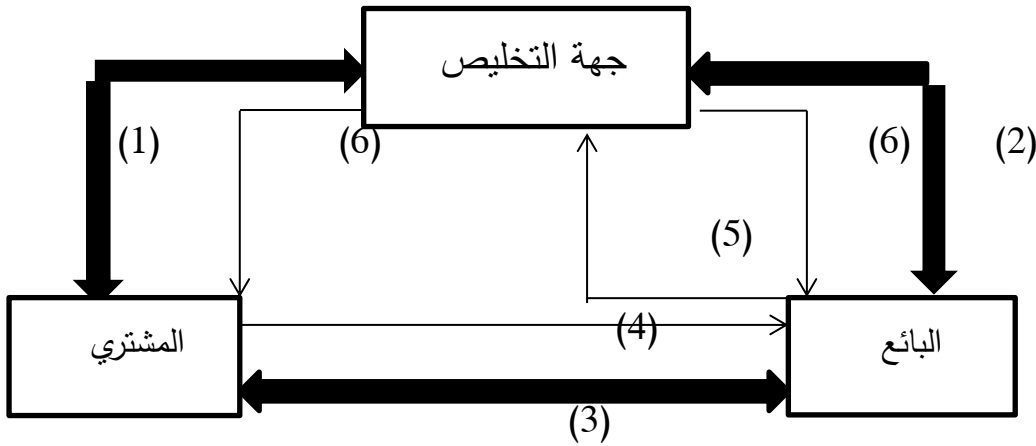 جهة التخليص
(1)
(6)
(6)
(2)
(5)
المشتري
(4)
البائع
(3)